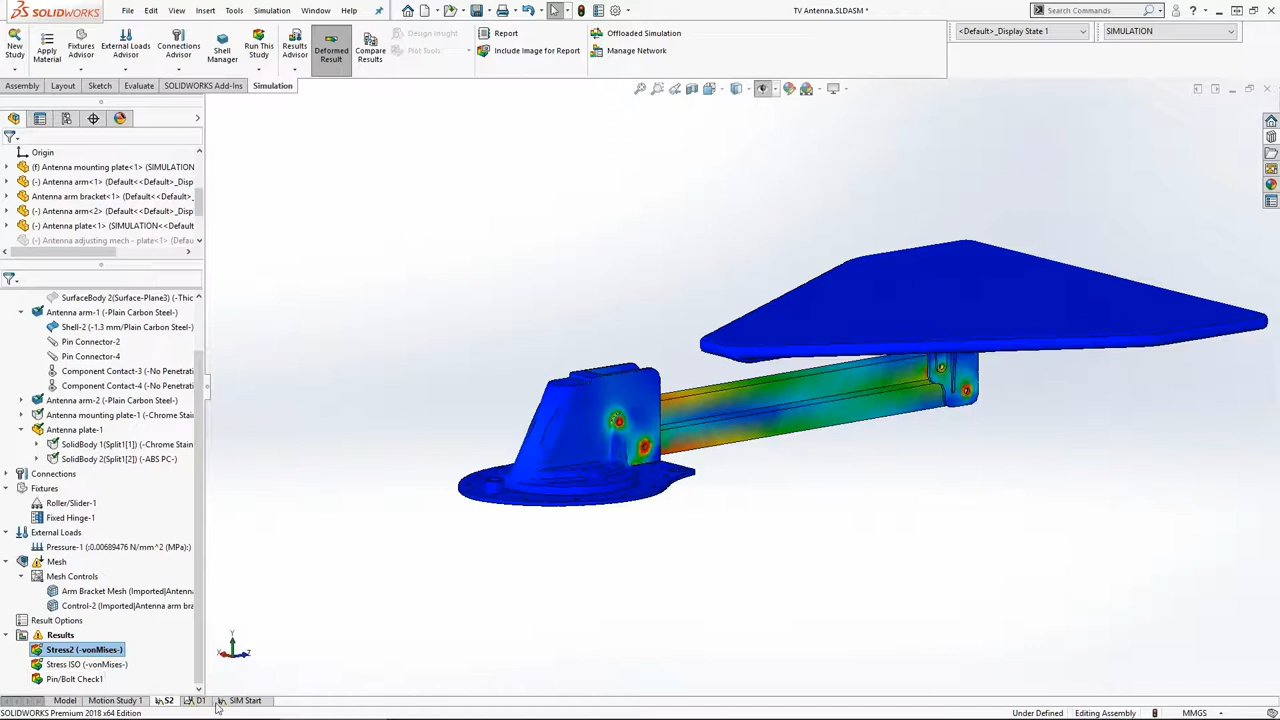 SOLIDWORKS File Edit View Insert Tools Simulation Window Help TV Antenna.SLDASM * Search Commands
New Study
Apply Material
Fixtures Advisor
External Loads Advisor
Connections Advisor
Shell Manager
Run This Study
Results Advisor
Deformed Result
Compare Results
Design Insight
Plot Tools
Report
Include Image for Report
Offloaded Simulation
Manage Network
<Default>_Display State 1
SIMULATION
Assembly Layout Sketch Evaluate SOLIDWORKS Add-Ins Simulation
Origin
(f) Antenna mounting plate<1> (SIMULATION
(-) Antenna arm<1> (Default<<Default>_Disp
Antenna arm bracket<1> (Default<<Default>_
(-) Antenna arm<2> (Default<<Default>_Disp
(-) Antenna plate<1> (SIMULATION<<Default
(-) Antenna adjusting mech - plate<1> (Defau
SurfaceBody 2(Surface-Plane3) (-Thic
Antenna arm-1 (-Plain Carbon Steel-)
Shell-2 (-1.3 mm/Plain Carbon Steel-)
Pin Connector-2
Pin Connector-4
Component Contact-3 (-No Penetrati
Component Contact-4 (-No Penetrati
Antenna arm-2 (-Plain Carbon Steel-)
Antenna mounting plate-1 (-Chrome Stain
Antenna plate-1
SolidBody 1(Split1[1]) (-Chrome Stain
SolidBody 2(Split1[2]) (-ABS PC-)
Connections
Fixtures
Roller/Slider-1
Fixed Hinge-1
External Loads
Pressure-1 (:0.00689476 N/mm^2 (MPa):)
Mesh
Mesh Controls
Arm Bracket Mesh (Imported|Antenna
Control-2 (Imported|Antenna arm bra
Result Options
Results
Stress2 (-vonMises-)
Stress ISO (-vonMises-)
Pin/Bolt Check1
Y
X
Z
Model Motion Study 1 S2 D1 SIM Start
SOLIDWORKS Premium 2018 x64 Edition Under Defined Editing Assembly MMGS